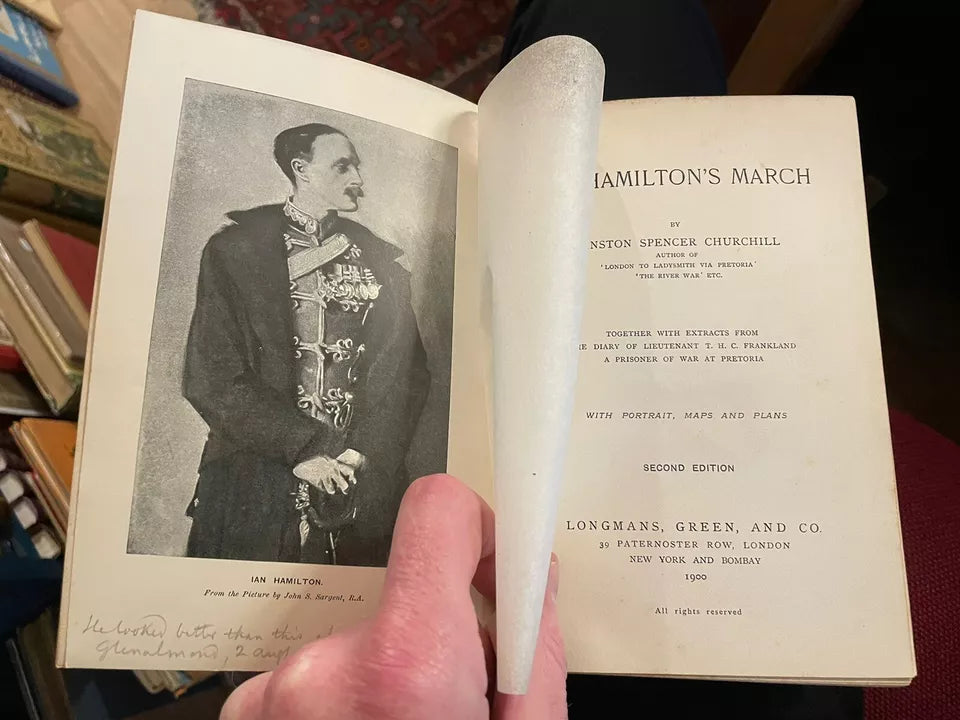 IAN HAMILTON.
From the Picture by John S. Sargent, R.A.
He looked better than this
Glenalmond, 2 aug
HAMILTON'S MARCH
BY
NSTON SPENCER CHURCHILL
AUTHOR OF
'LONDON TO LADYSMITH VIA PRETORIA'
'THE RIVER WAR' ETC.
TOGETHER WITH EXTRACTS FROM
E DIARY OF LIEUTENANT T. H. C. FRANKLAND
A PRISONER OF WAR AT PRETORIA
WITH PORTRAIT, MAPS AND PLANS
SECOND EDITION
LONGMANS, GREEN, AND CO.
39 PATERNOSTER ROW, LONDON
NEW YORK AND BOMBAY
1900
All rights reserved